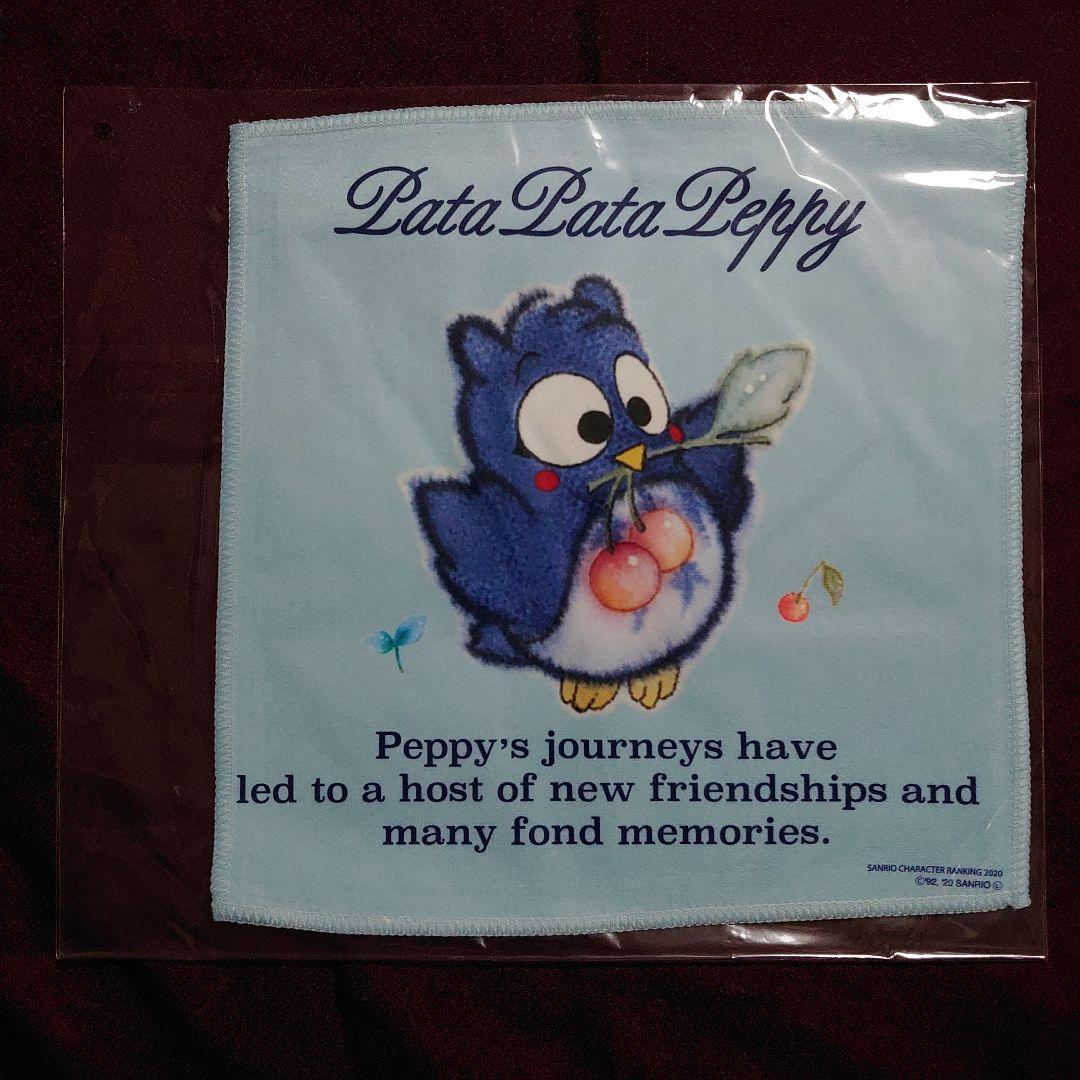 Pata Pata Peppy
Peppy's journeys have
led to a host of new friendships and
many fond memories.
SANRIO CHARACTER RANKING 2020
©'92, '20 SANRIO Ⓛ